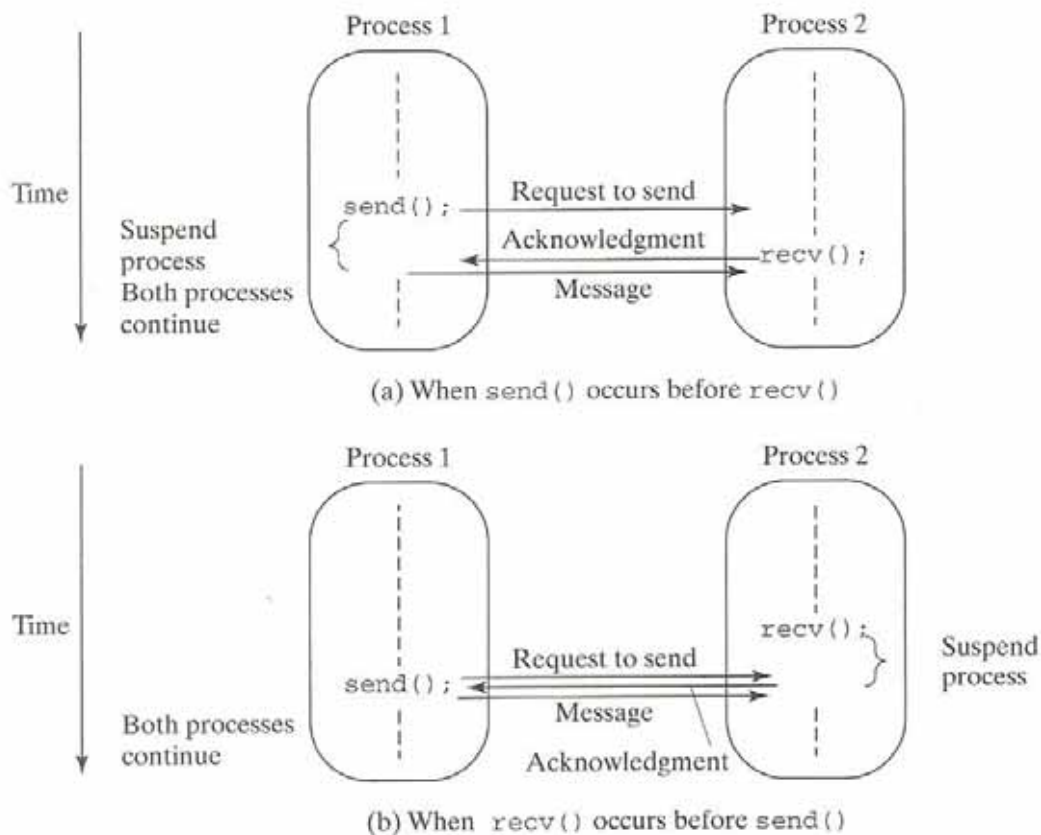 Process 1
Process 2
Time
send();
Request to send
Suspend
process
Acknowledgment
recv();
Both processes
continue
Message
(a) When send() occurs before recv()
Process 1
Process 2
Time
recv();
Suspend
process
Request to send
send();
Message
Both processes
continue
Acknowledgment
(b) When recv() occurs before send()